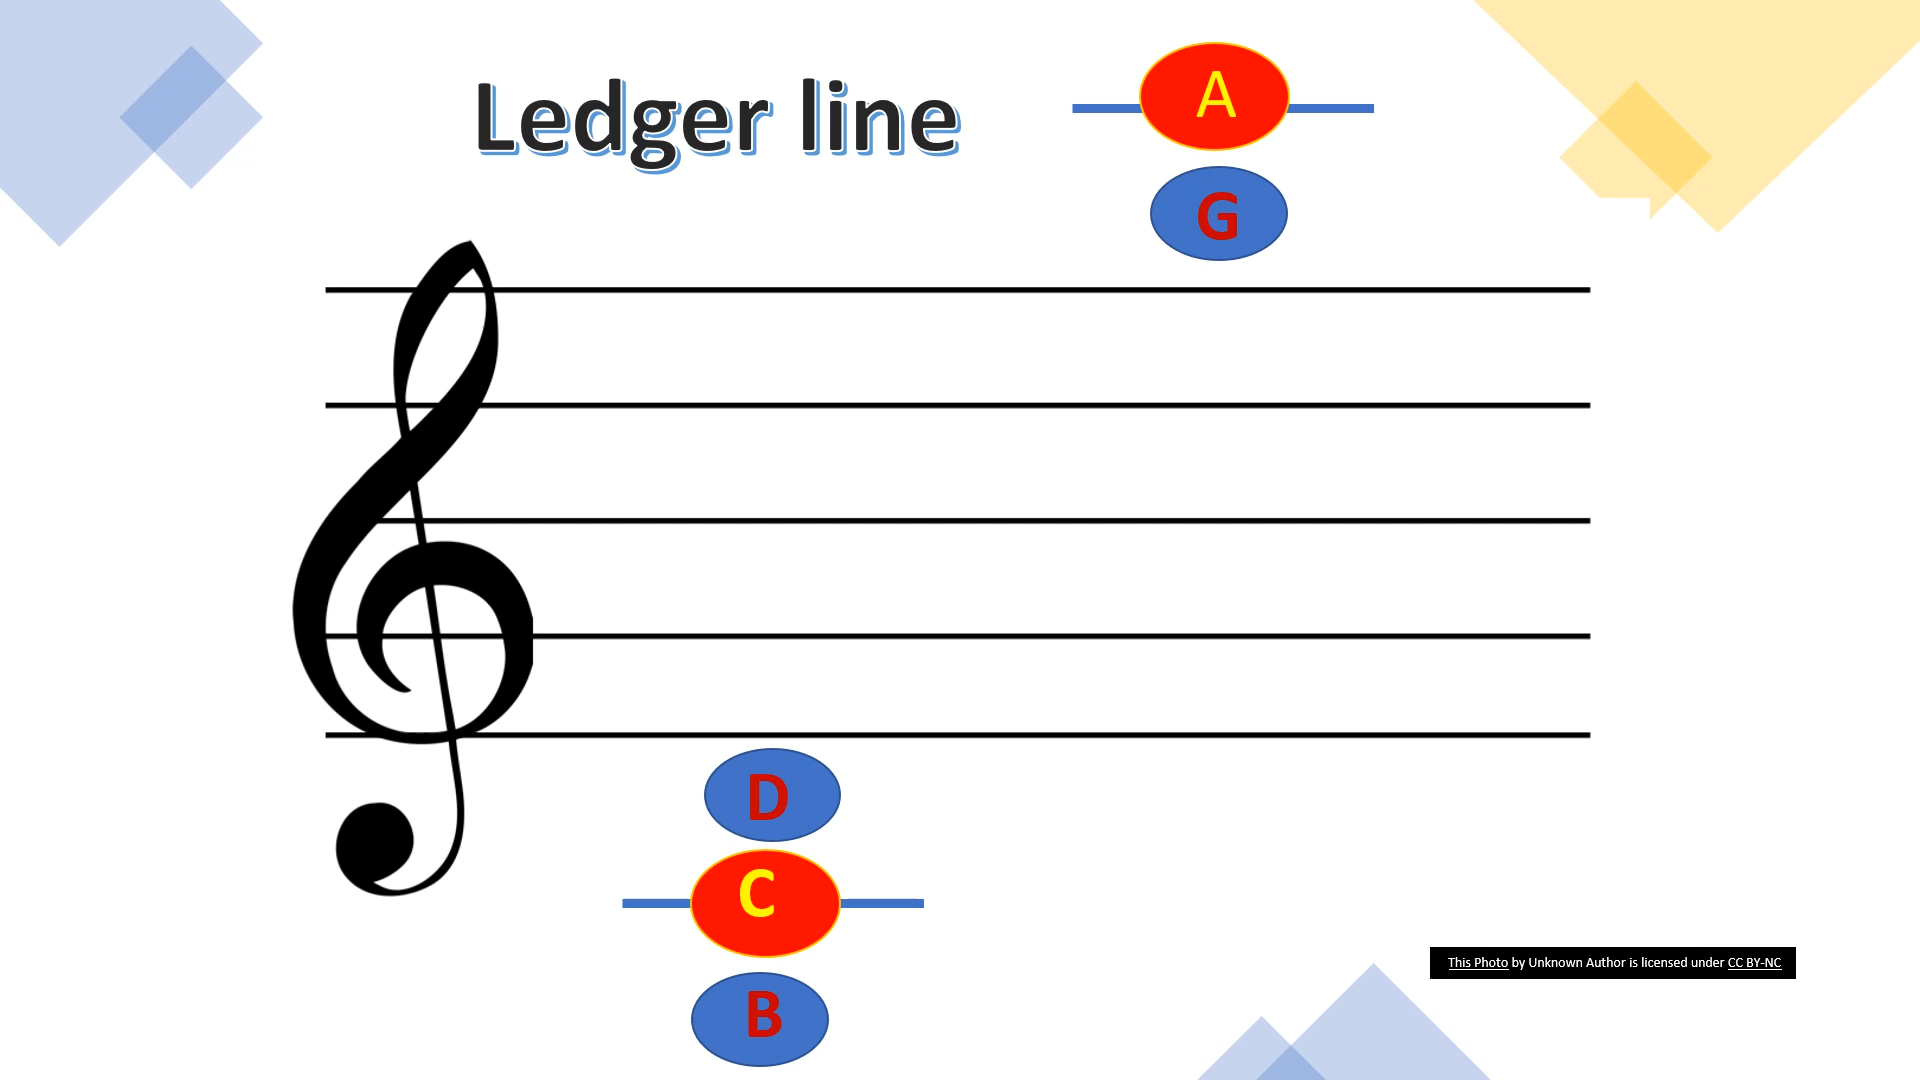 Ledger line
A
G
D
C
B
This Photo by Unknown Author is licensed under CC BY-NC